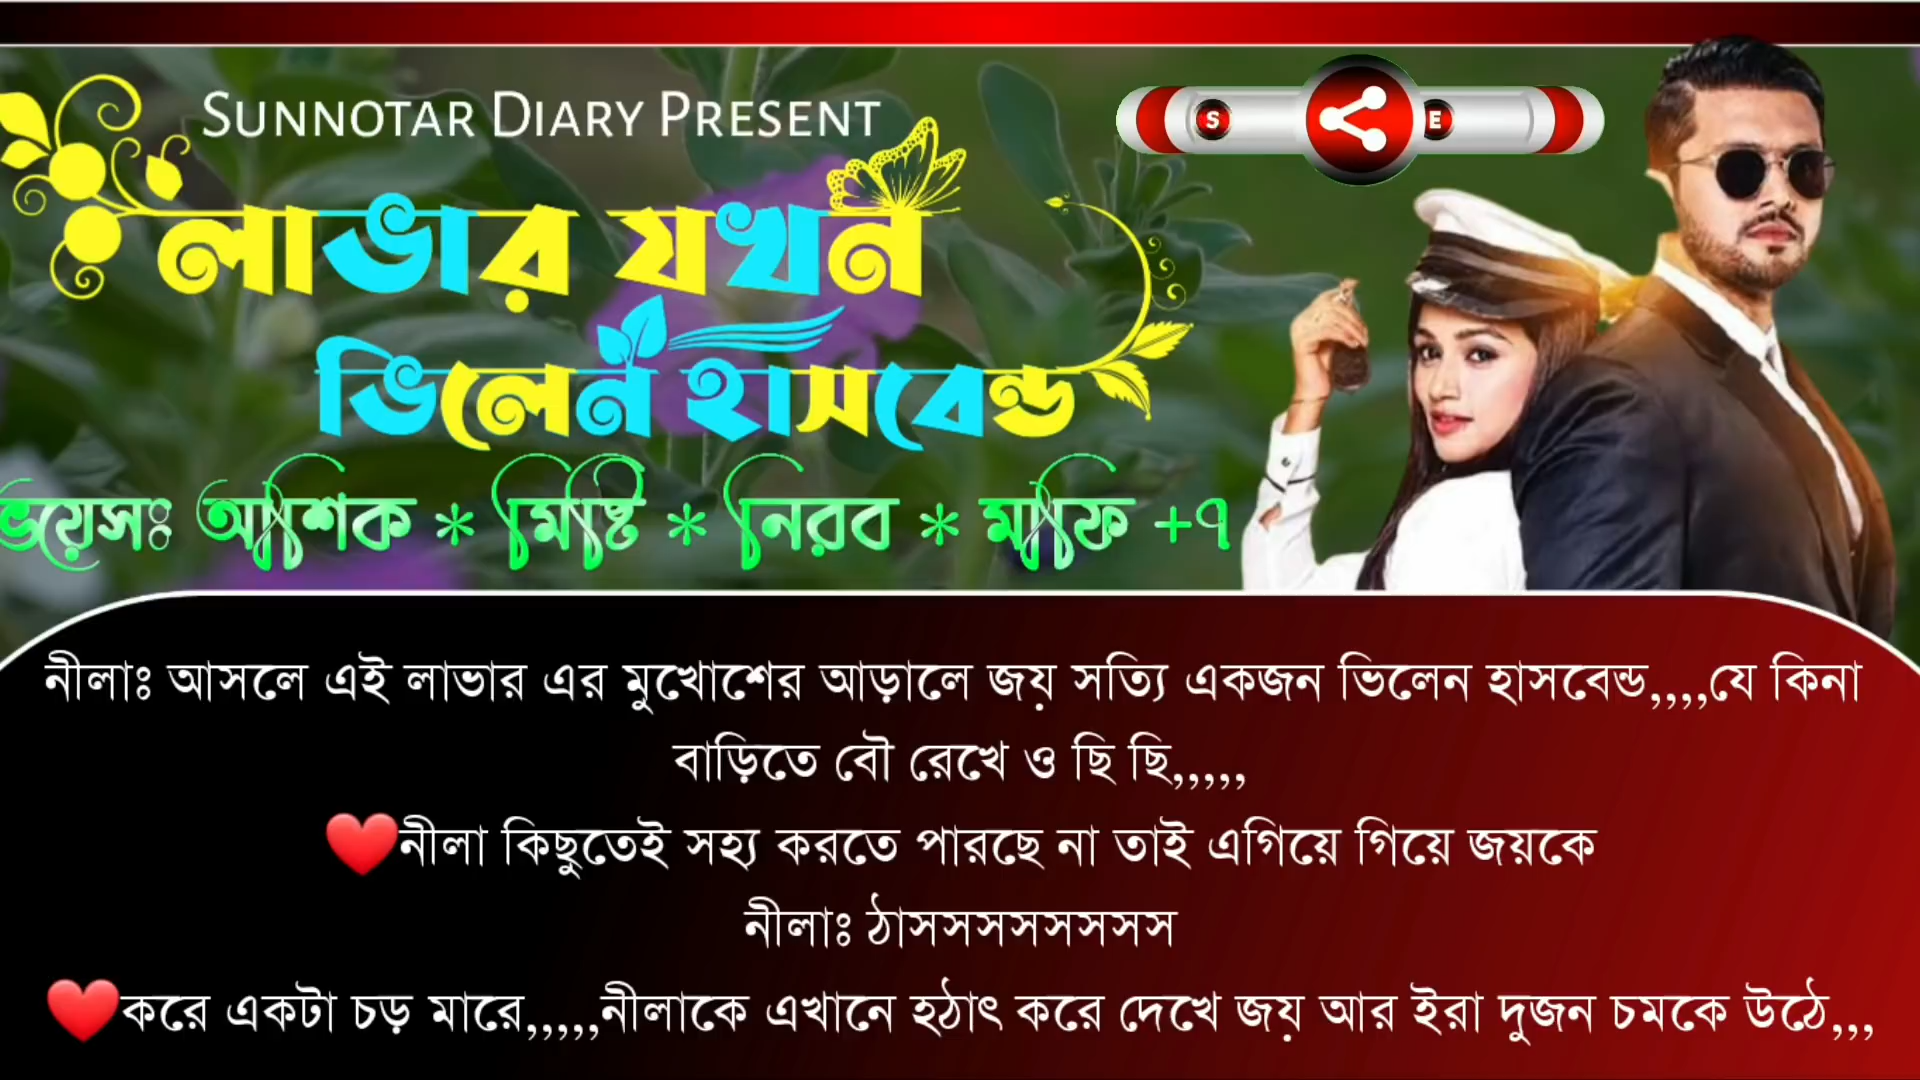 SUNNOTAR DIARY PRESENT
S E
লাভার যখন
ভিলেন হাসবেন্ড
ভয়েসঃ আশিক * মিষ্টি * নিরব * মাফি +৭
নীলাঃ আসলে এই লাভার এর মুখোশের আড়ালে জয় সত্যি একজন ভিলেন হাসবেন্ড,,,,যে কিনা
বাড়িতে বৌ রেখে ও ছি ছি,,,,,
❤️নীলা কিছুতেই সহ্য করতে পারছে না তাই এগিয়ে গিয়ে জয়কে
নীলাঃ ঠাসসসসসসসস
❤️করে একটা চড় মারে,,,,,নীলাকে এখানে হঠাৎ করে দেখে জয় আর ইরা দুজন চমকে উঠে,,,